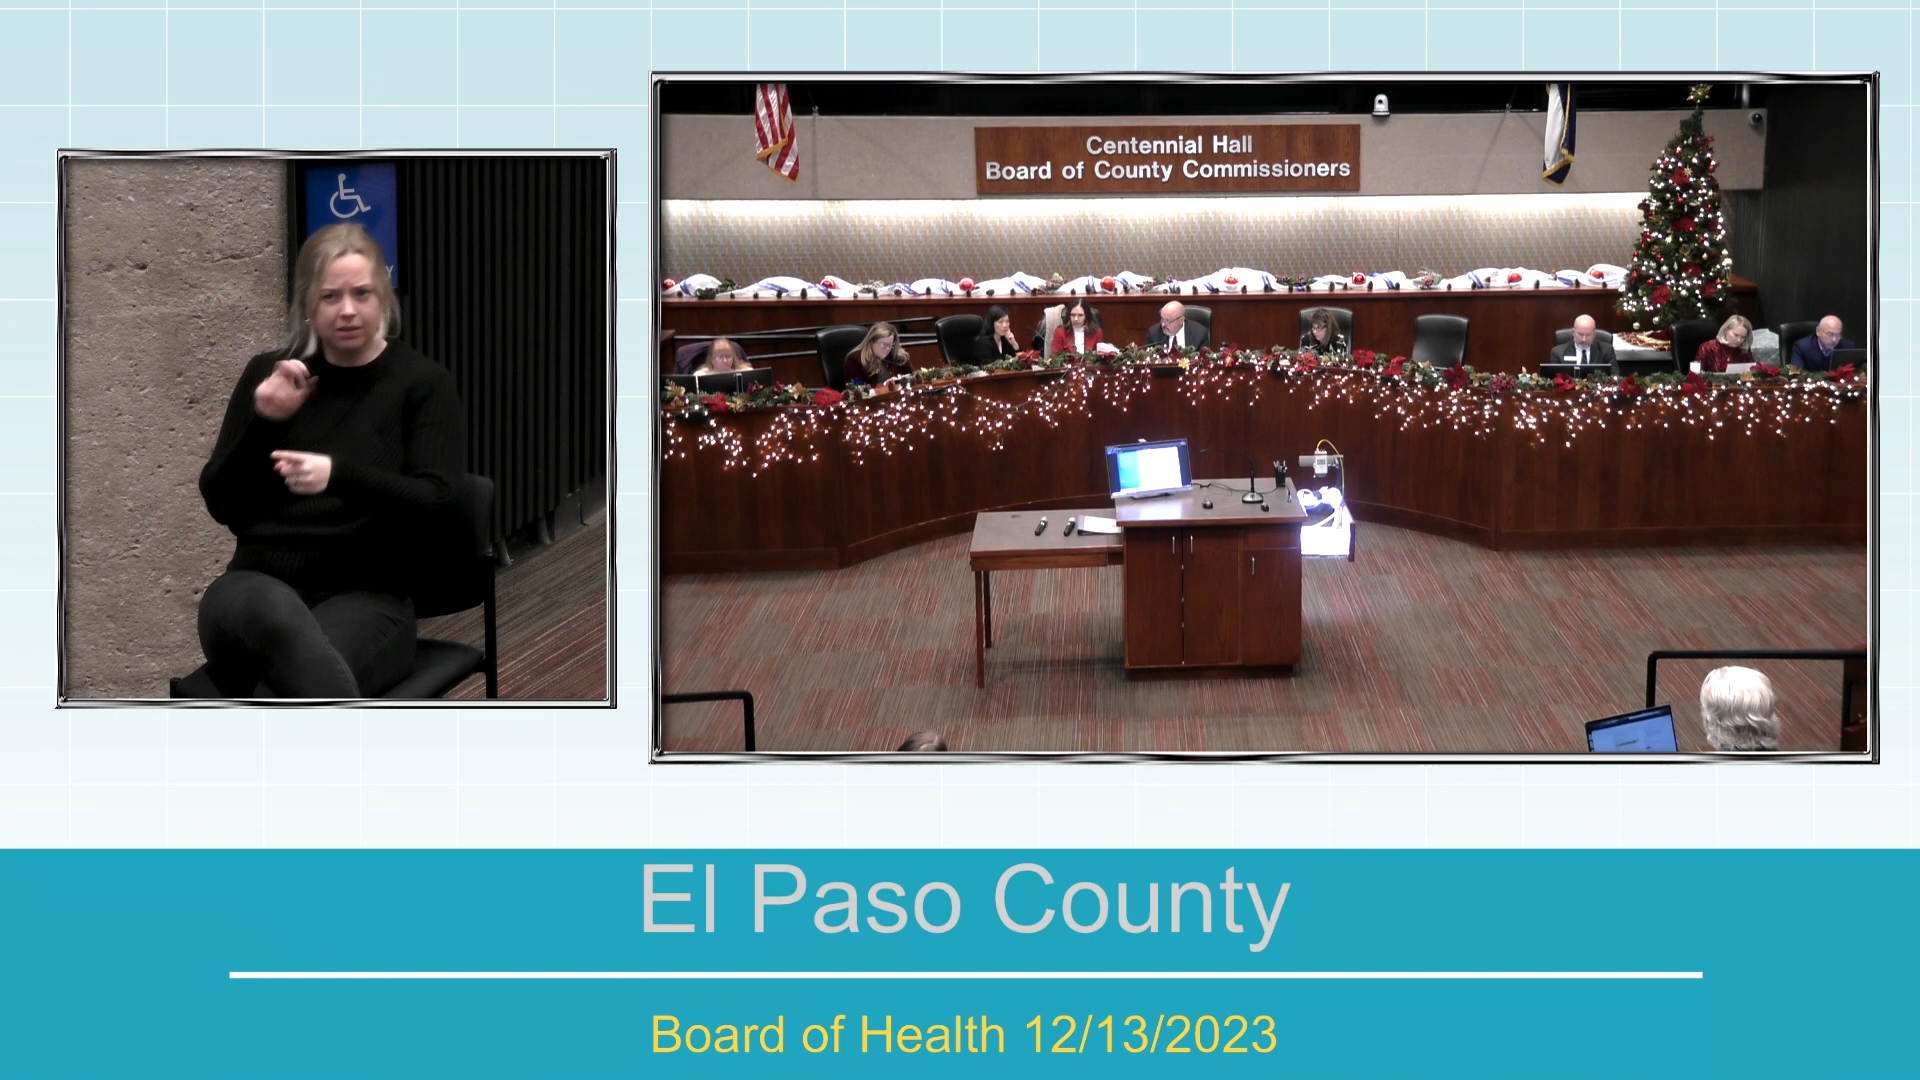 Centennial Hall
Board of County Commissioners
El Paso County
Board of Health 12/13/2023